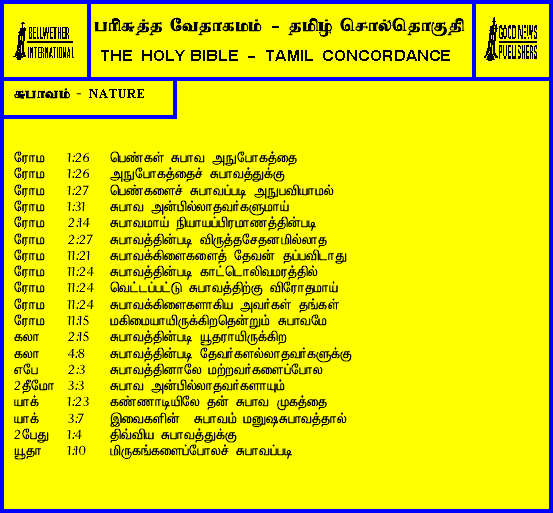 BELLWETHER INTERNATIONAL
பரிசுத்த வேதாகமம் - தமிழ் சொல்தொகுதி
THE HOLY BIBLE - TAMIL CONCORDANCE
GOOD NEWS PUBLISHERS
சுபாவம் - NATURE
ரோம 1:26 பெண்கள் சுபாவ அநுபோகத்தை
ரோம 1:26 அநுபோகத்தைச் சுபாவத்துக்கு
ரோம 1:27 பெண்களைச் சுபாவப்படி அநுபவியாமல்
ரோம 1:31 சுபாவ அன்பில்லாதவர்களுமாய்
ரோம 2:14 சுபாவமாய் நியாயப்பிரமாணத்தின்படி
ரோம 2:27 சுபாவத்தின்படி விருத்தசேதனமில்லாத
ரோம 11:21 சுபாவக்கிளைகளைத் தேவன் தப்பவிடாது
ரோம 11:24 சுபாவத்தின்படி காட்டொலிவமரத்தில்
ரோம 11:24 வெட்டப்பட்டு சுபாவத்திற்கு விரோதமாய்
ரோம 11:24 சுபாவக்கிளைகளாகிய அவர்கள் தங்கள்
ரோம 11:15 மகிமையாயிருக்கிறதென்றும் சுபாவமே
கலா 2:15 சுபாவத்தின்படி யூதராயிருக்கிற
கலா 4:8 சுபாவத்தின்படி தேவர்களல்லாதவர்களுக்கு
எபே 2:3 சுபாவத்தினாலே மற்றவர்களைப்போல
2தீமோ 3:3 சுபாவ அன்பில்லாதவர்களாயும்
யாக் 1:23 கண்ணாடியிலே தன் சுபாவ முகத்தை
யாக் 3:7 இவைகளின் சுபாவம் மனுஷசுபாவத்தால்
2பேது 1:4 திவ்விய சுபாவத்துக்கு
யூதா 1:10 மிருகங்களைப்போலச் சுபாவப்படி